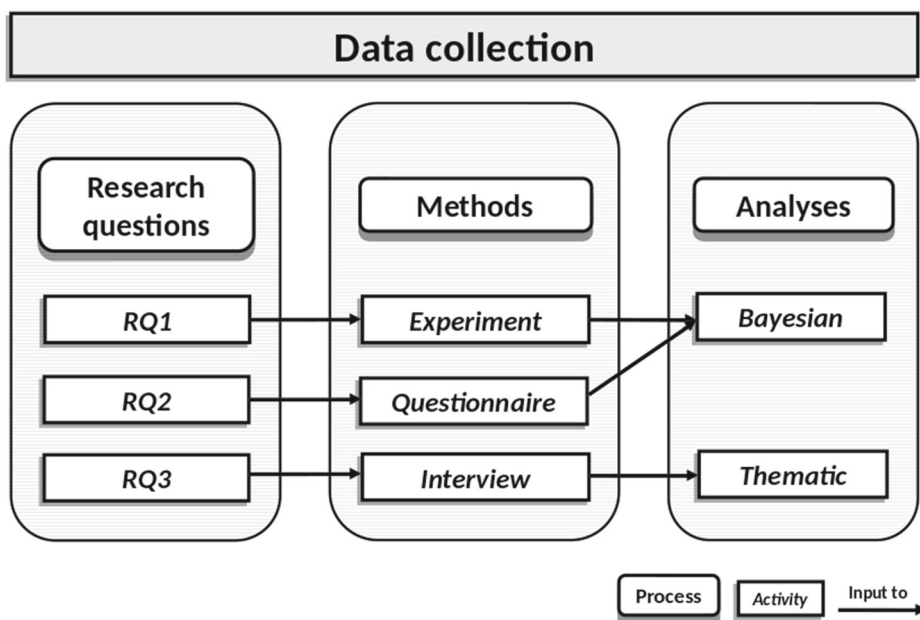 Data collection
Research
questions
Methods
Analyses
RQ1
Experiment
Bayesian
RQ2
Questionnaire
RQ3
Interview
Thematic
Process
Activity
Input to